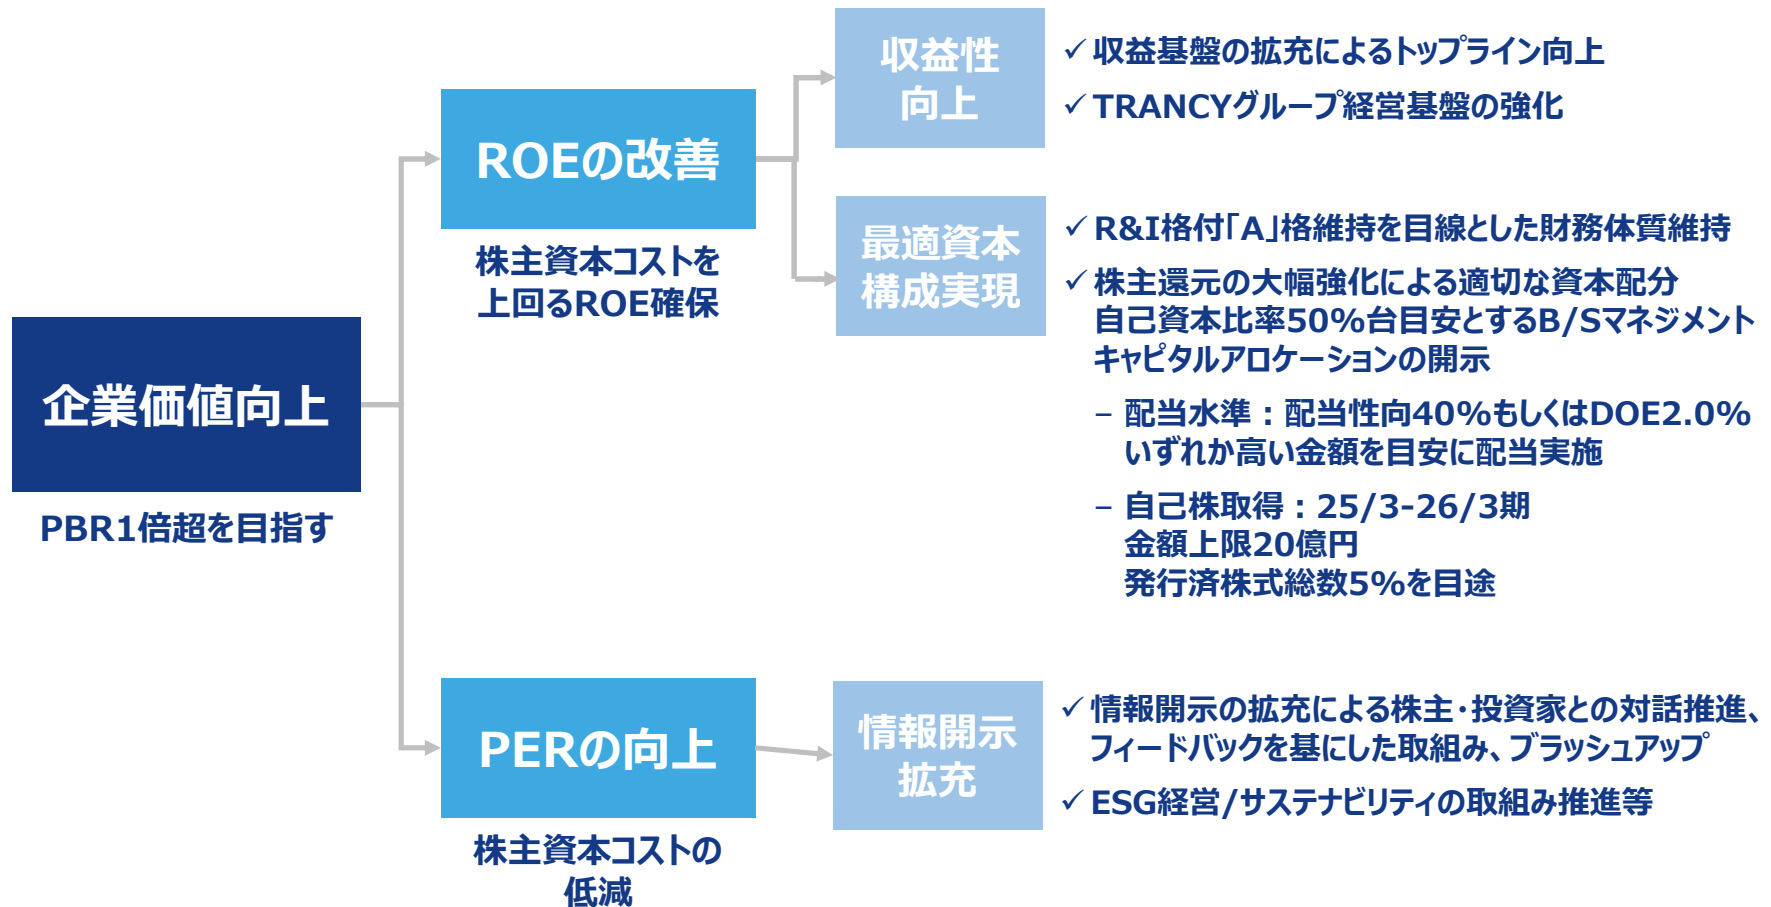 企業価値向上
PBR1倍超を目指す
ROEの改善
株主資本コストを
上回るROE確保
収益性
向上
✓ 収益基盤の拡充によるトップライン向上
✓ TRANCYグループ経営基盤の強化
最適資本
構成実現
✓ R&I格付「A」格維持を目線とした財務体質維持
✓ 株主還元の大幅強化による適切な資本配分
自己資本比率50%台目安とするB/Sマネジメント
キャピタルアロケーションの開示
– 配当水準：配当性向40%もしくはDOE2.0%
いずれか高い金額を目安に配当実施
– 自己株取得：25/3-26/3期
金額上限20億円
発行済株式総数5%を目途
PERの向上
株主資本コストの
低減
情報開示
拡充
✓ 情報開示の拡充による株主･投資家との対話推進、
フィードバックを基にした取組み、ブラッシュアップ
✓ ESG経営/サステナビリティの取組み推進等